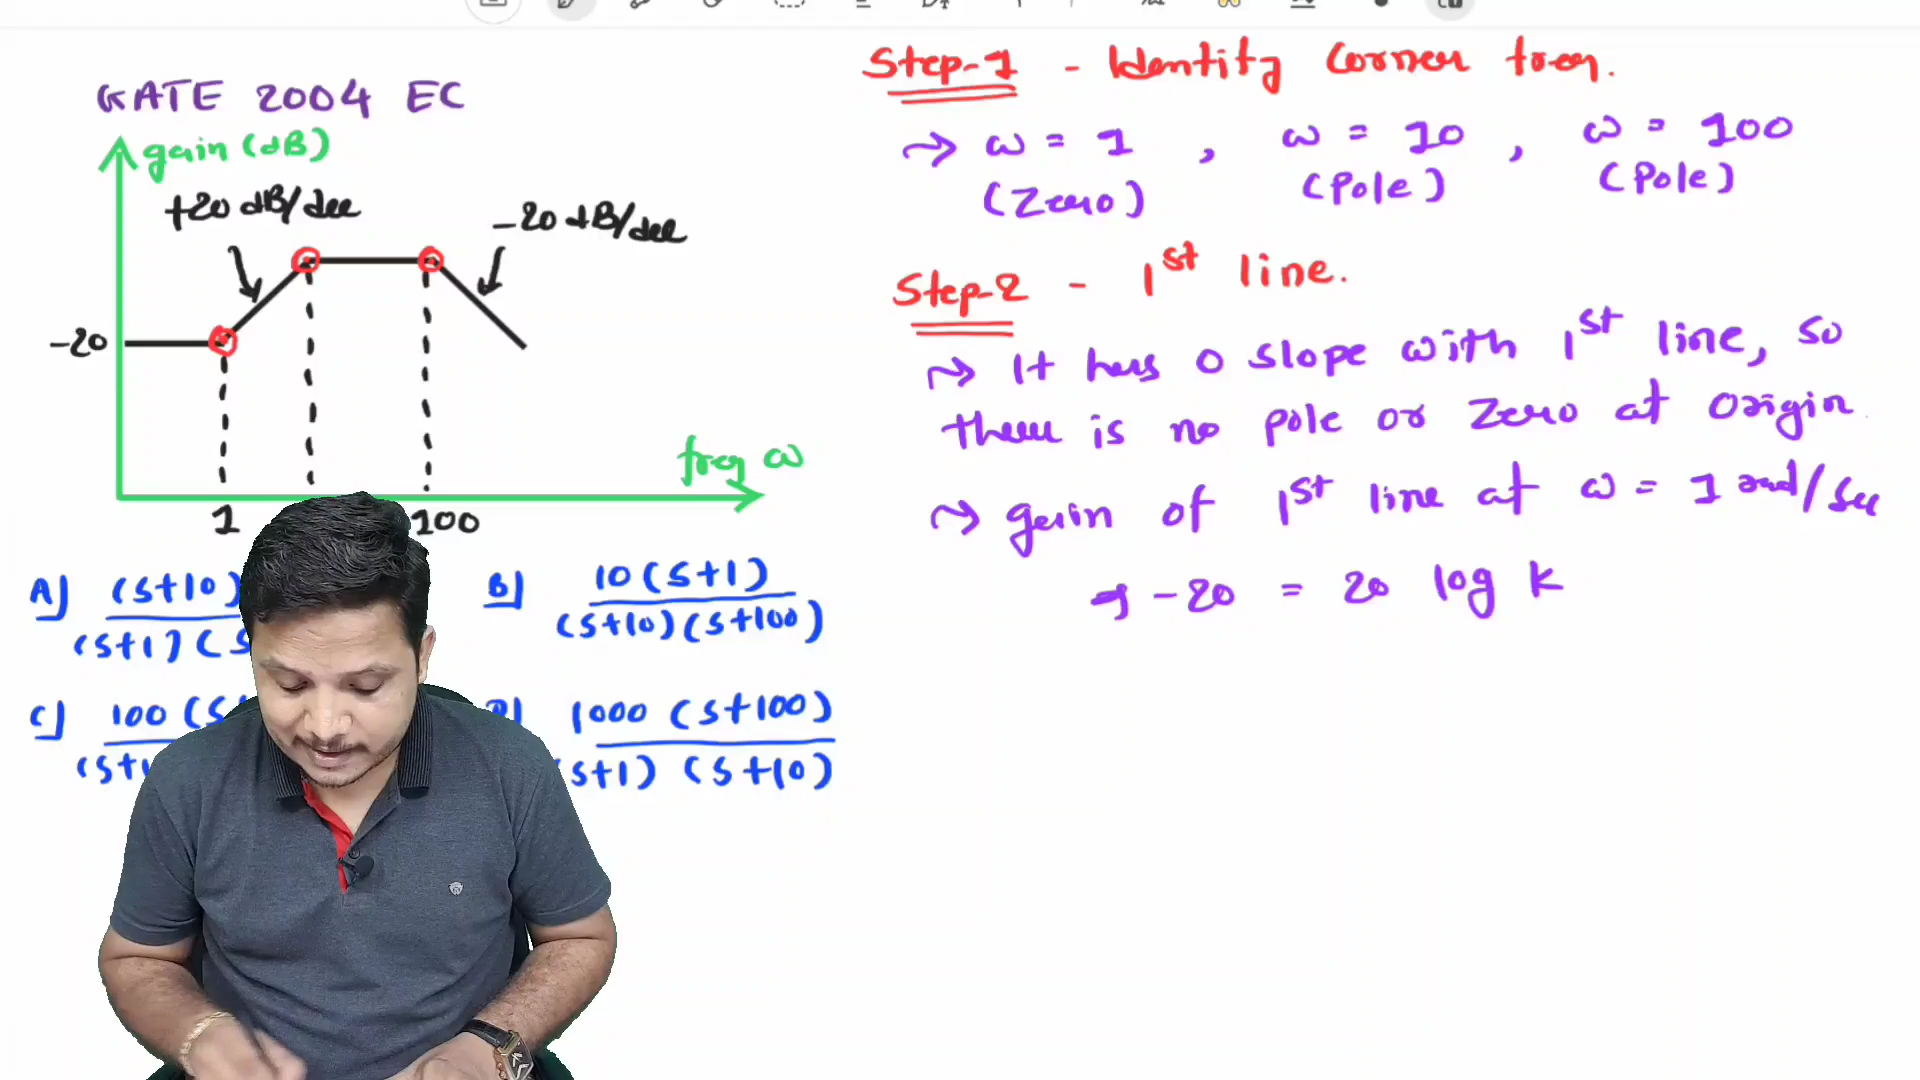 GATE 2004 EC
gain (dB)
+20 dB/dec
-20 dB/dec
-20
freq ω
1
100
A) (s+10)
(s+1) (s
B) 10 (s+1)
(s+10) (s+100)
C) 100 (s
(s+1
D) 1000 (s+100)
(s+1) (s+10)
Step-1 - Identity Corner freq.
→ ω = 1 , ω = 10 , ω = 100
(Zero) (Pole) (Pole)
Step-2 - 1st line.
→ It has 0 slope with 1st line, so
there is no pole or zero at origin.
→ gain of 1st line at ω = 1 rad/sec
⇒ -20 = 20 log k